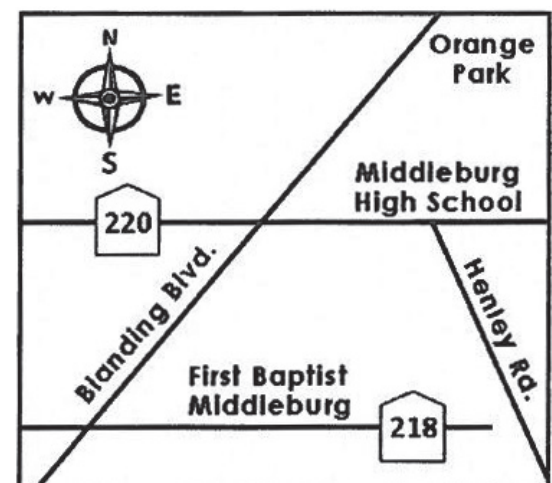 N
W E
S
Orange
Park
Middleburg
High School
220
Blanding Blvd.
Henley Rd.
First Baptist
Middleburg
218